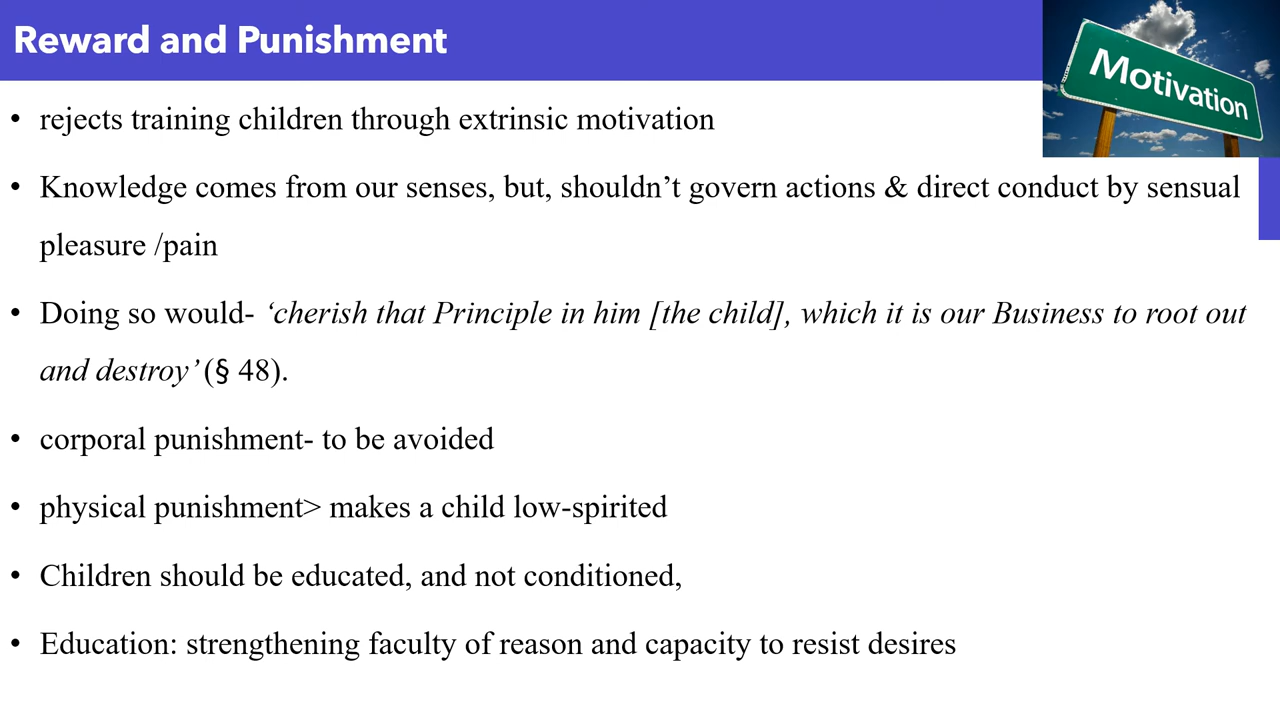 Reward and Punishment
Motivation
• rejects training children through extrinsic motivation
• Knowledge comes from our senses, but, shouldn’t govern actions & direct conduct by sensual
pleasure /pain
• Doing so would- ‘cherish that Principle in him [the child], which it is our Business to root out
and destroy’ (§ 48).
• corporal punishment- to be avoided
• physical punishment> makes a child low-spirited
• Children should be educated, and not conditioned,
• Education: strengthening faculty of reason and capacity to resist desires